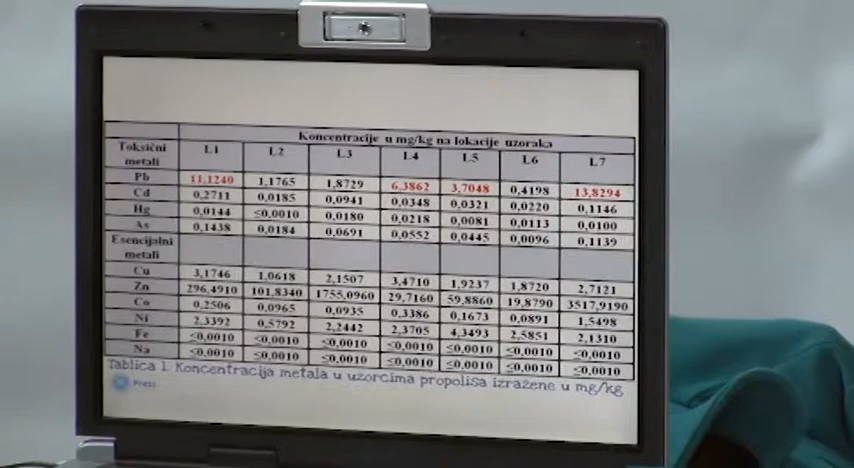 Koncentracije u mg/kg na lokacije uzoraka
Toksični metali L1 L2 L3 L4 L5 L6 L7
Pb 11,1240 1,1765 1,8729 6,3862 3,7048 0,4198 13,8294
Cd 0,2711 0,0185 0,0941 0,0348 0,0321 0,0220 0,1146
Hg 0,0144 ≤0,0010 0,0180 0,0218 0,0081 0,0113 0,0100
As 0,1438 0,0184 0,0691 0,0552 0,0445 0,0096 0,1139
Esencijalni metali
Cu 3,1746 1,0618 2,1507 3,4710 1,9237 1,8720 2,7121
Zn 296,4910 101,8340 1755,0960 29,7160 59,8860 19,8790 3517,9190
Co 0,2506 0,0965 0,0935 0,3386 0,1673 0,0891 1,5498
Ni 2,3392 0,5792 2,2442 2,3705 4,3493 2,5851 2,1310
Fe ≤0,0010 ≤0,0010 ≤0,0010 ≤0,0010 ≤0,0010 ≤0,0010 ≤0,0010
Na ≤0,0010 ≤0,0010 ≤0,0010 ≤0,0010 ≤0,0010 ≤0,0010 ≤0,0010
Tablica 1. Koncentracija metala u uzorcima propolisa izražene u mg/kg
Prezi